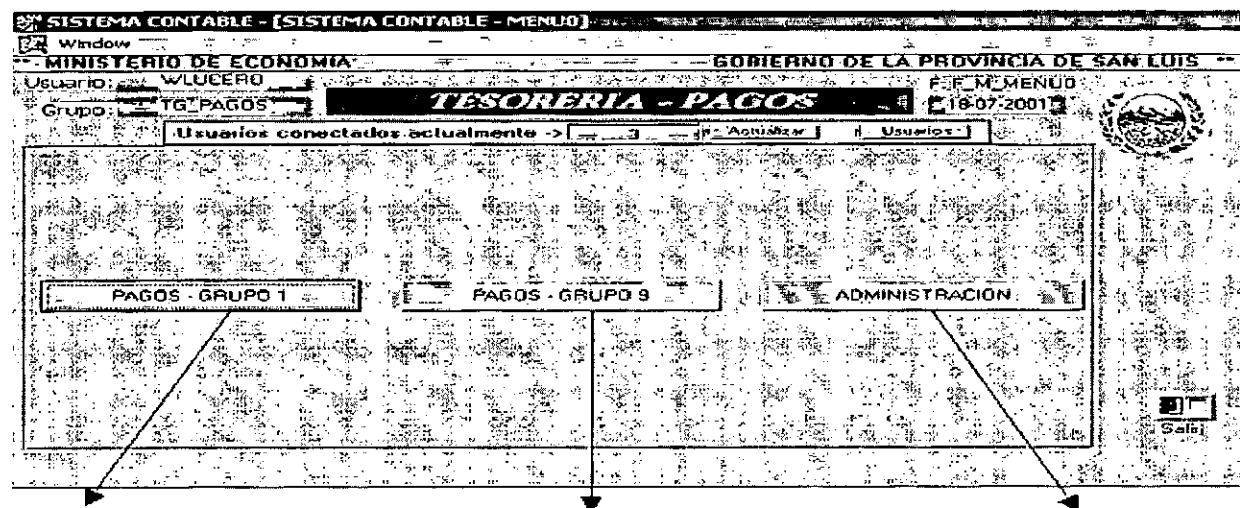 SISTEMA CONTABLE - [SISTEMA CONTABLE - MENU0]
Window
MINISTERIO DE ECONOMIA GOBIERNO DE LA PROVINCIA DE SAN LUIS
Usuario: WLUCERO F_F_M_MENU0
Grupo: TG_PAGOS TESORERIA - PAGOS 18-07-2001
Usuarios conectados actualmente -> 3 Actualizar Usuarios
PAGOS - GRUPO 1 PAGOS - GRUPO 9 ADMINISTRACION
Salir